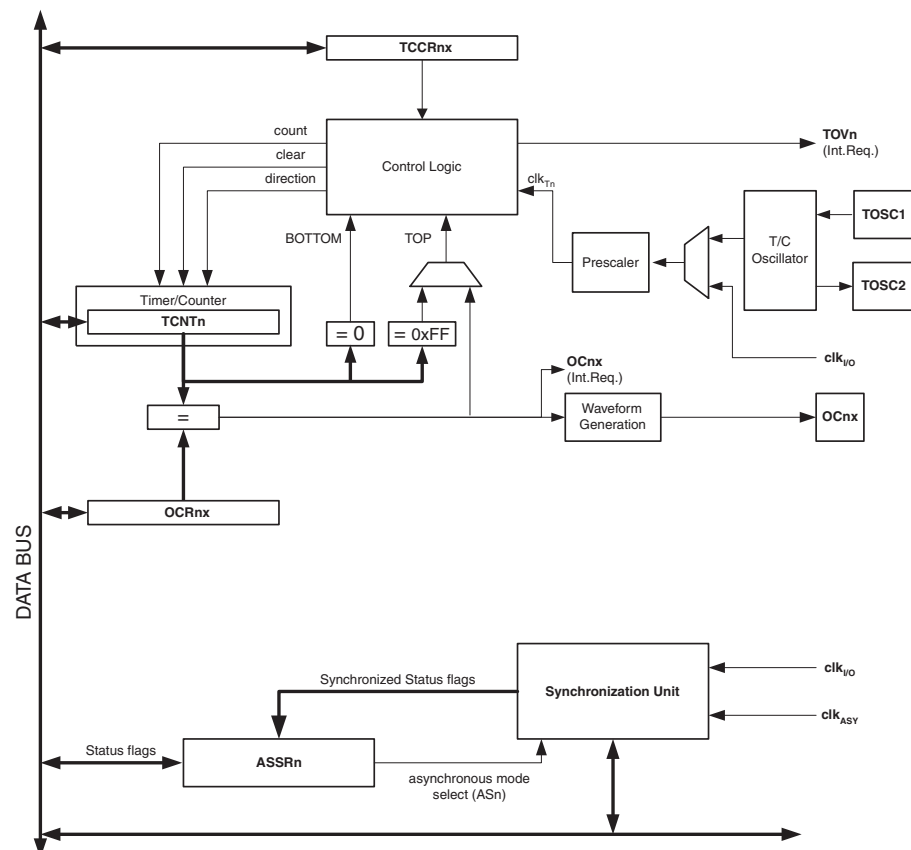 TCCRnx
count
clear
direction
Control Logic
TOVn
(Int.Req.)
clkTn
TOSC1
T/C
Oscillator
Prescaler
TOSC2
BOTTOM
TOP
Timer/Counter
TCNTn
= 0
= 0xFF
clkI/O
OCnx
(Int.Req.)
=
Waveform
Generation
OCnx
OCRnx
DATA BUS
Synchronized Status flags
Synchronization Unit
clkI/O
clkASY
Status flags
ASSRn
asynchronous mode
select (ASn)